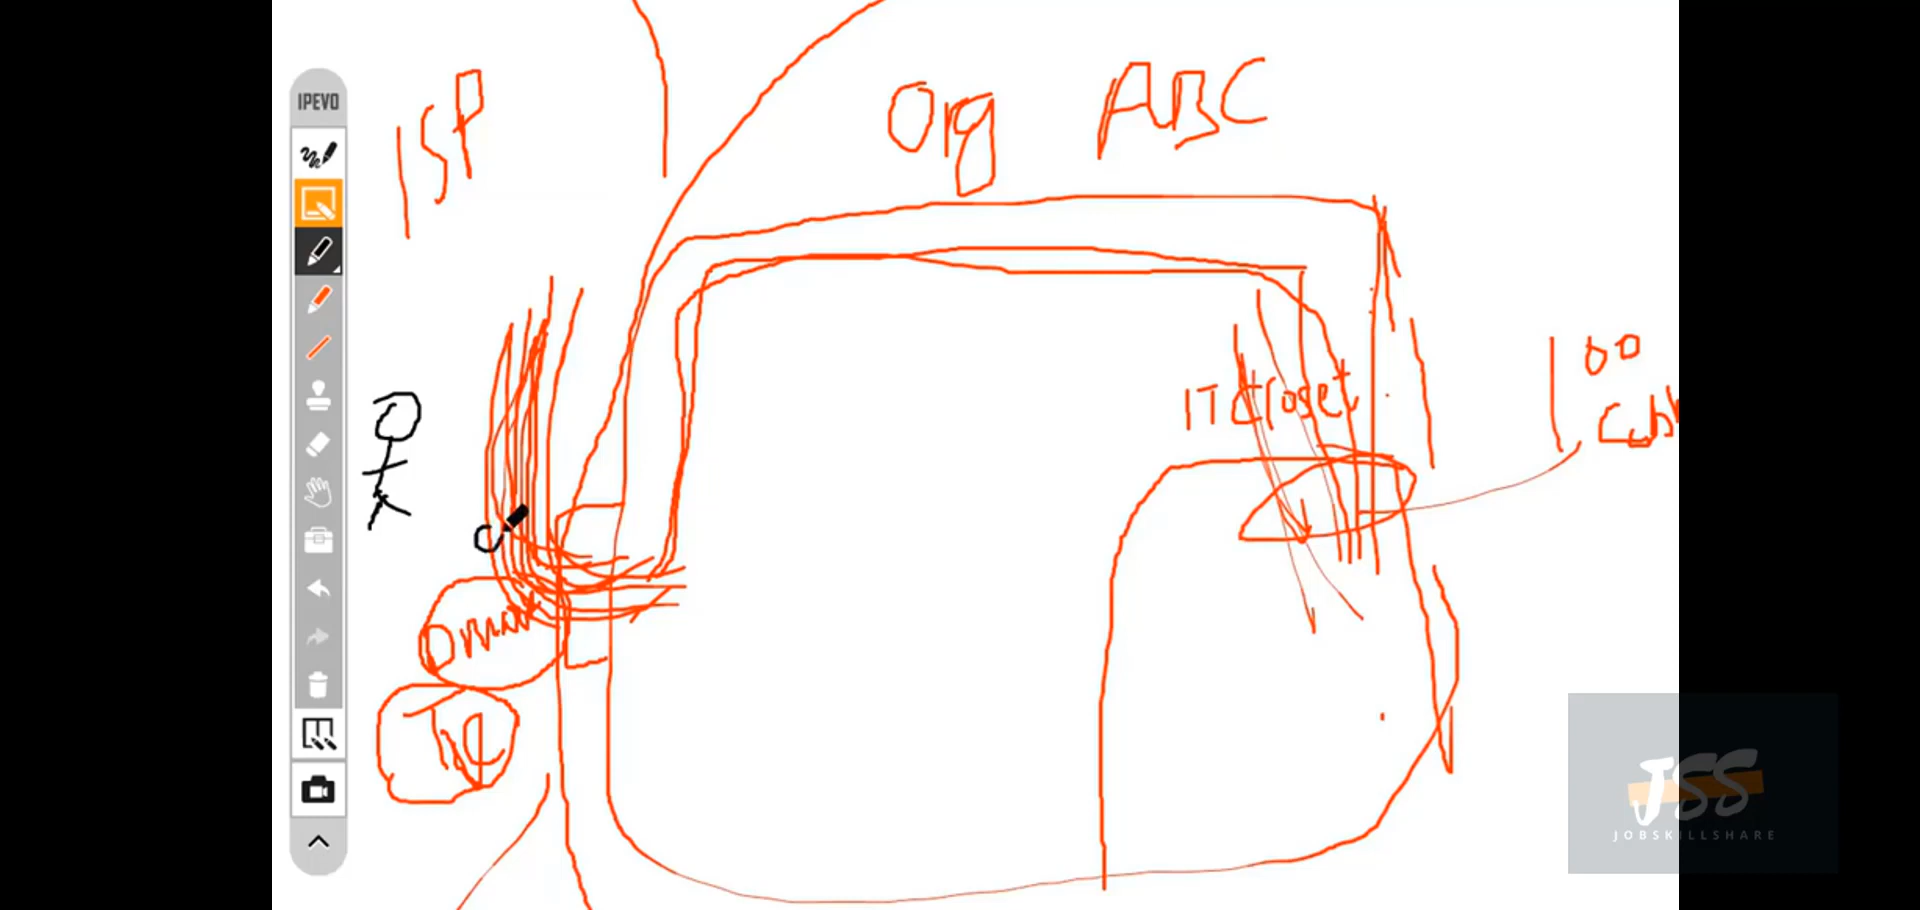 IPEVO
ISP
Org ABC
IT Closet
100
Dmark
JSS
JOBSKILLSHARE